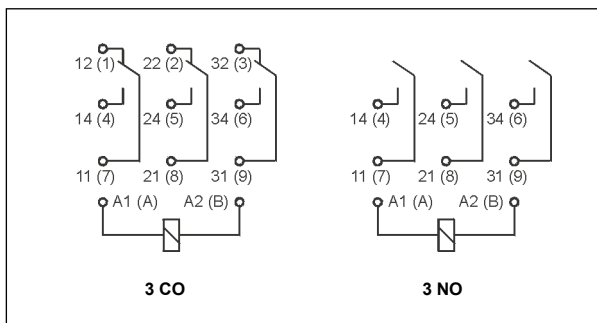 12 (1) 22 (2) 32 (3)
14 (4) 24 (5) 34 (6) 14 (4) 24 (5) 34 (6)
11 (7) 21 (8) 31 (9) 11 (7) 21 (8) 31 (9)
A1 (A) A2 (B) A1 (A) A2 (B)
3 CO 3 NO